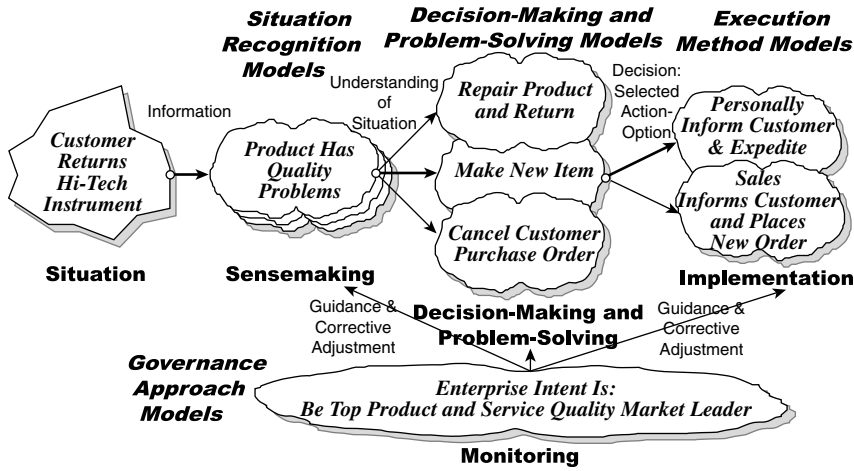 Situation
Recognition
Models
Decision-Making and
Problem-Solving Models
Execution
Method Models
Information
Understanding
of
Situation
Decision:
Selected
Action-
Option
Customer
Returns
Hi-Tech
Instrument
Product Has
Quality
Problems
Repair Product
and Return
Make New Item
Cancel Customer
Purchase Order
Personally
Inform Customer
& Expedite
Sales
Informs Customer
and Places
New Order
Situation
Sensemaking
Decision-Making and
Problem-Solving
Implementation
Guidance &
Corrective
Adjustment
Guidance &
Corrective
Adjustment
Governance
Approach
Models
Enterprise Intent Is:
Be Top Product and Service Quality Market Leader
Monitoring